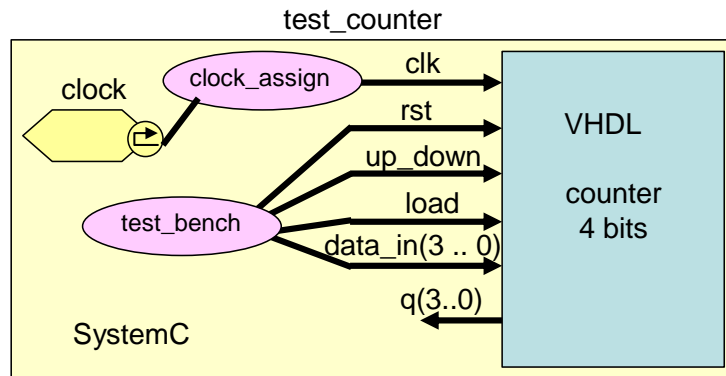 test_counter
clock_assign
clk
clock
rst
VHDL
up_down
counter
4 bits
load
test_bench
data_in(3 .. 0)
q(3..0)
SystemC